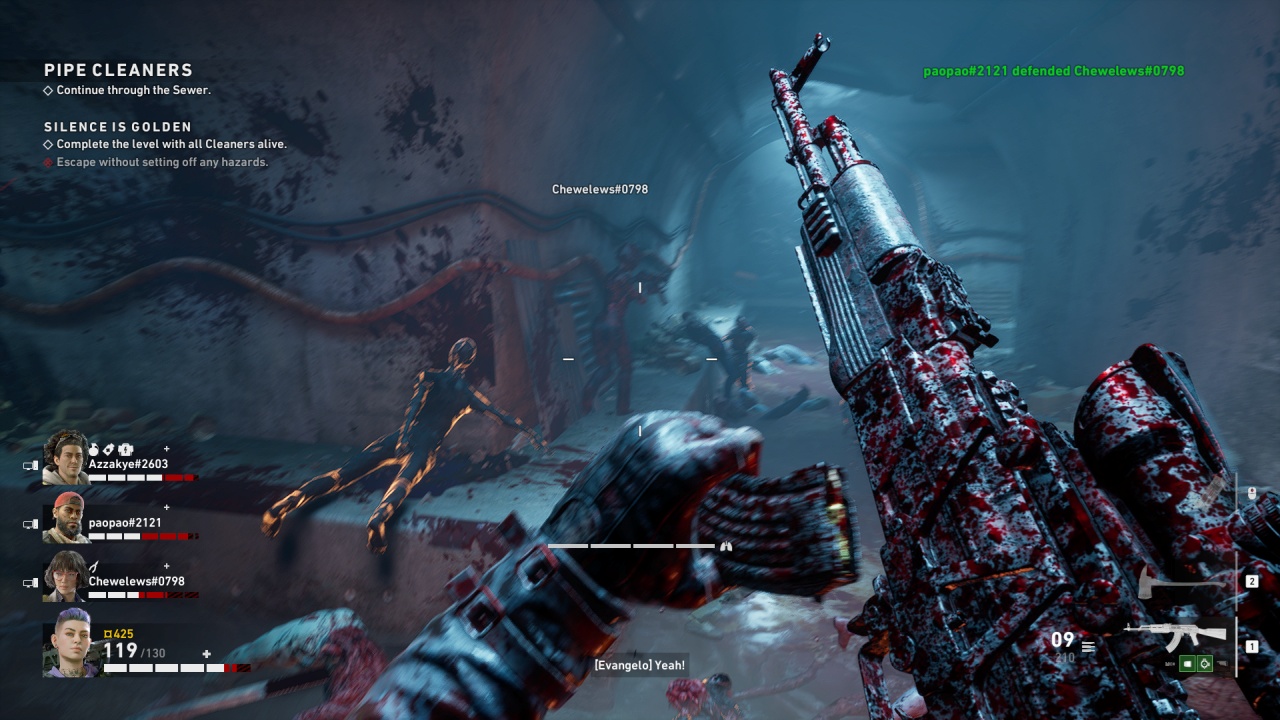 PIPE CLEANERS
Continue through the Sewer.
SILENCE IS GOLDEN
Complete the level with all Cleaners alive.
Escape without setting off any hazards.
paopao#2121 defended Chewelews#0798
Chewelews#0798
Azzakye#2603
paopao#2121
Chewelews#0798
425
119 /130
[Evangelo] Yeah!
2
09
210
1